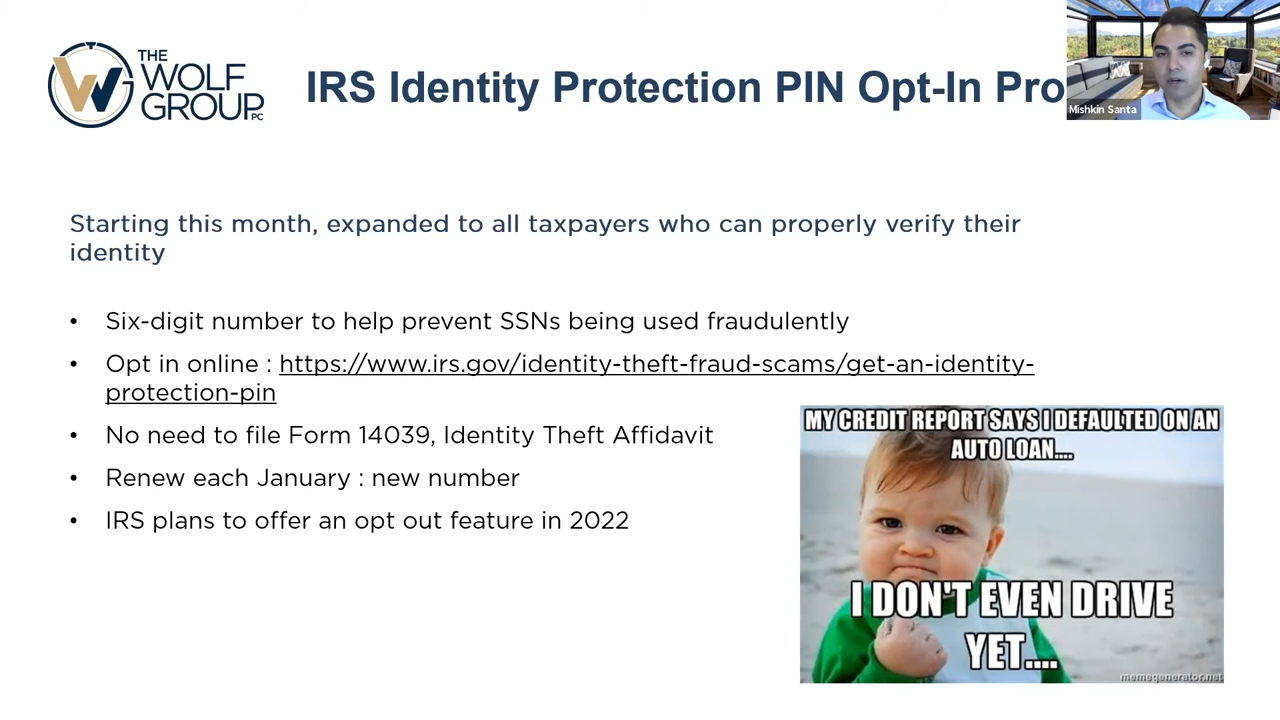 THE
WOLF
GROUP PC
IRS Identity Protection PIN Opt-In Pro
Mishkin Santa
Starting this month, expanded to all taxpayers who can properly verify their
identity
• Six-digit number to help prevent SSNs being used fraudulently
• Opt in online : https://www.irs.gov/identity-theft-fraud-scams/get-an-identity-
protection-pin
• No need to file Form 14039, Identity Theft Affidavit
• Renew each January : new number
• IRS plans to offer an opt out feature in 2022
MY CREDIT REPORT SAYS I DEFAULTED ON AN
AUTO LOAN....
I DON'T EVEN DRIVE
YET....
memegenerator.net